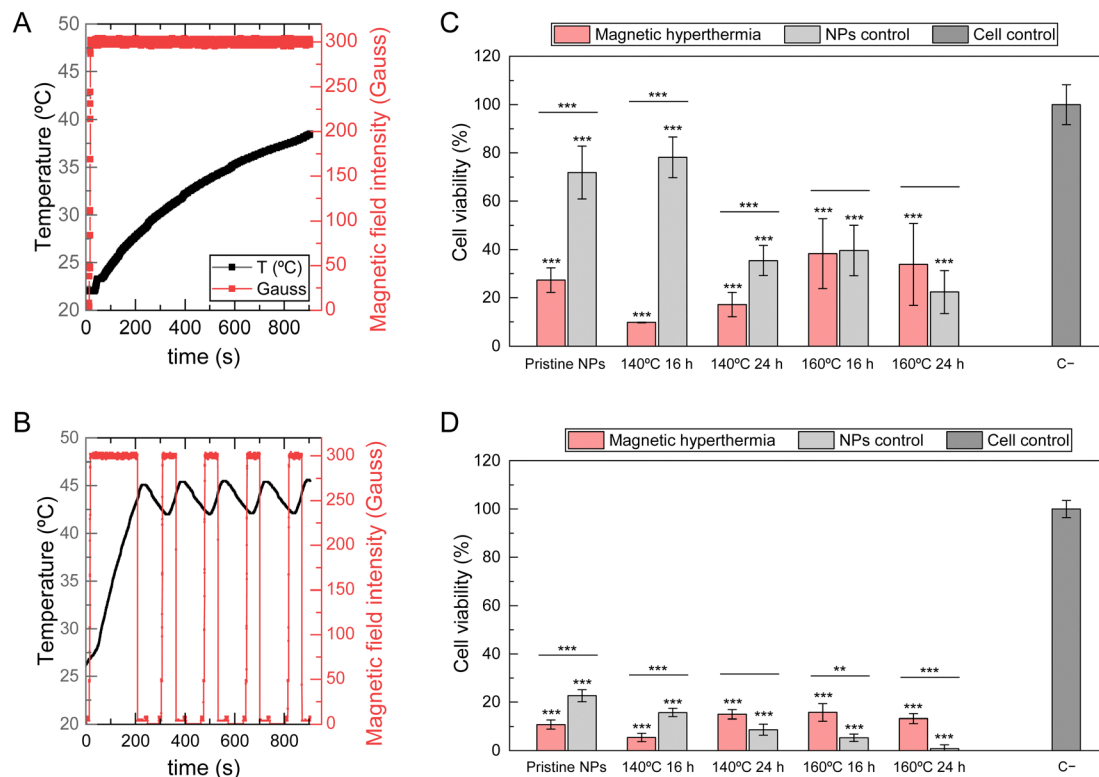 A
50
45
40
35
30
25
20
Temperature (ºC)
0 200 400 600 800
time (s)
300
250
200
150
100
50
0
Magnetic field intensity (Gauss)
T (ºC)
Gauss
C
Magnetic hyperthermia NPs control Cell control
120
100
80
60
40
20
0
Cell viability (%)
*** ***
*** ***
***
*** *** *** ***
*** *** ***
***
***
Pristine NPs 140ºC 16 h 140ºC 24 h 160ºC 16 h 160ºC 24 h C−
B
50
45
40
35
30
25
20
Temperature (ºC)
0 200 400 600 800
time (s)
300
250
200
150
100
50
0
Magnetic field intensity (Gauss)
D
Magnetic hyperthermia NPs control Cell control
120
100
80
60
40
20
0
Cell viability (%)
*** *** ** ***
*** *** *** *** ***
*** *** *** *** ***
Pristine NPs 140ºC 16 h 140ºC 24 h 160ºC 16 h 160ºC 24 h C−